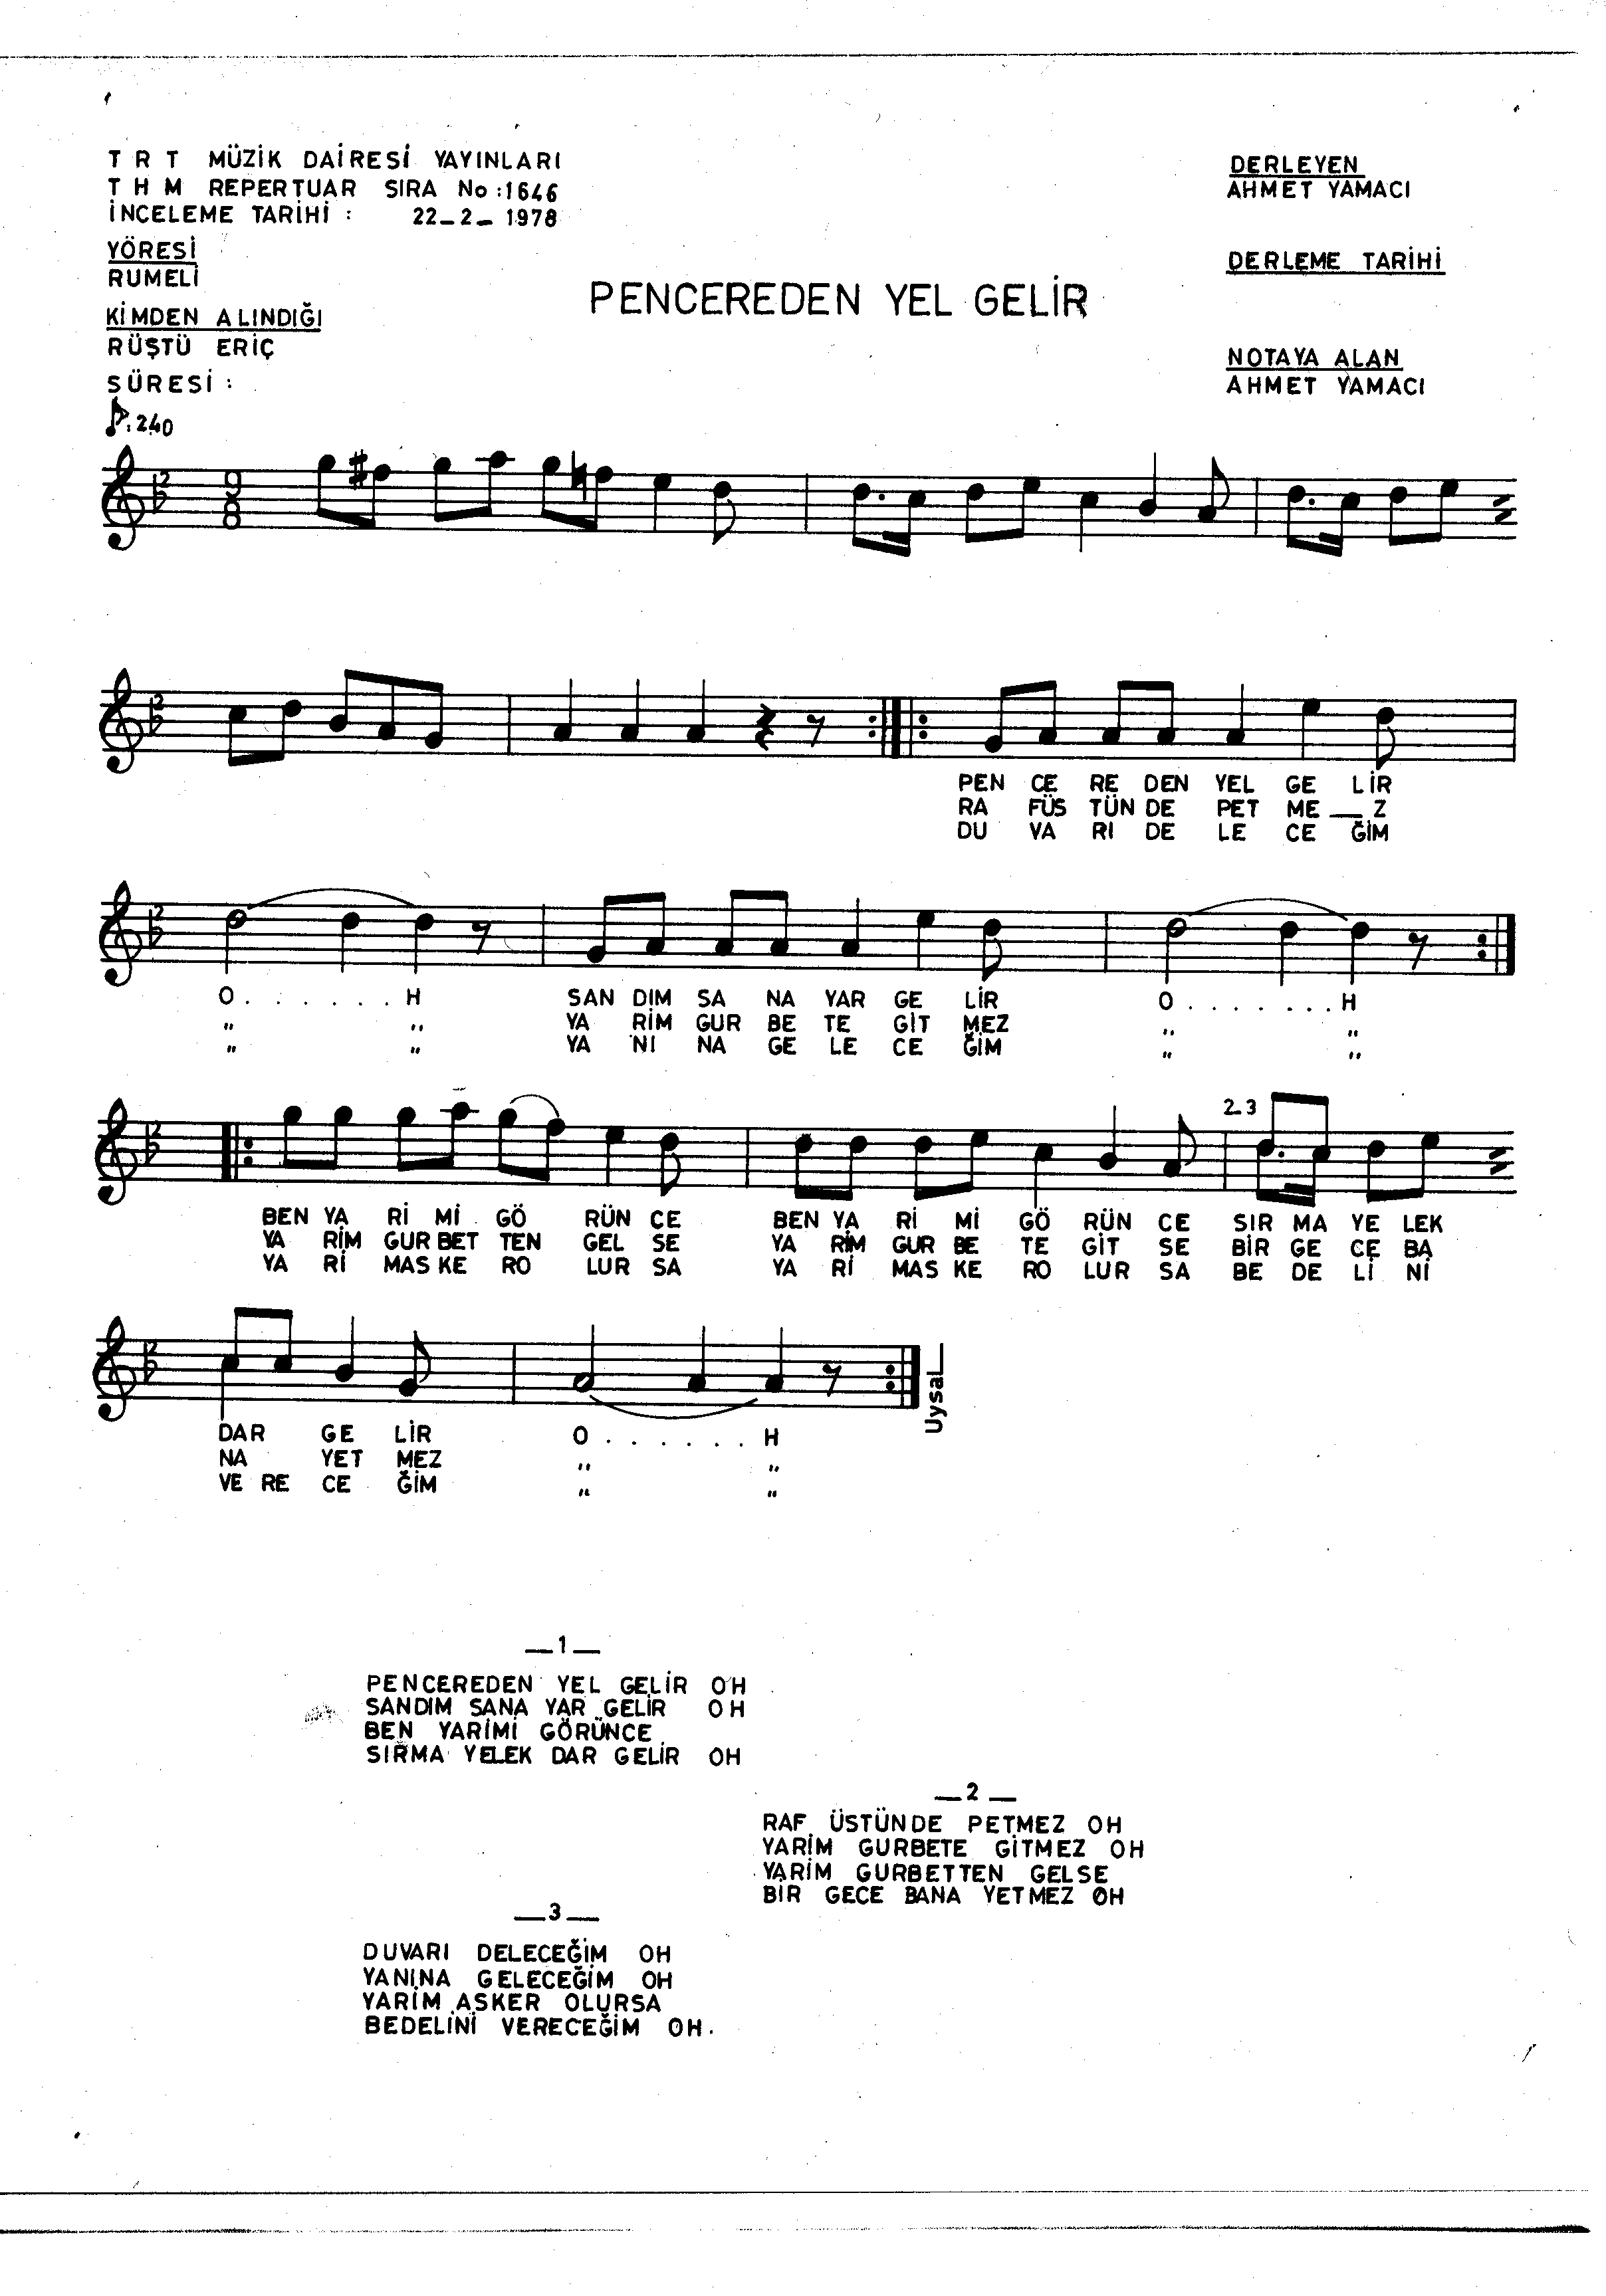 TRT MÜZİK DAİRESİ YAYINLARI
THM REPERTUAR SIRA No :1646
İNCELEME TARİHİ : 22_2_ 1978
YÖRESİ
RUMELİ
KİMDEN ALINDIĞI
RÜŞTÜ ERİÇ
SÜRESİ :
♪: 240
PENCEREDEN YEL GELİR
DERLEYEN
AHMET YAMACI
DERLEME TARİHİ
NOTAYA ALAN
AHMET YAMACI
9
8
PEN CE RE DEN YEL GE LİR
RA FÜS TÜN DE PET ME __ Z
DU VA RI DE LE CE ĞİM
O . . . . . . . H SAN DIM SA NA YAR GE LİR O . . . . . . . H
" " YA RİM GUR BE TE GİT MEZ " "
" " YA NI NA GE LE CE ĞİM " "
2_3
BEN YA Rİ Mİ GÖ RÜN CE BEN YA Rİ Mİ GÖ RÜN CE SIR MA YE LEK
YA RİM GUR BET TEN GEL SE YA RİM GUR BE TE GİT SE BİR GE CE BA
YA Rİ MAS KE RO LUR SA YA Rİ MAS KE RO LUR SA BE DE Lİ Nİ
DAR GE LİR O . . . . . . H
NA YET MEZ " "
VE RE CE ĞİM " "
Uysal
__1__
PENCEREDEN YEL GELİR OH
SANDIM SANA YAR GELİR OH
BEN YARİMİ GÖRÜNCE
SIRMA YELEK DAR GELİR OH
__2__
RAF ÜSTÜNDE PETMEZ OH
YARİM GURBETE GİTMEZ OH
YARİM GURBETTEN GELSE
BİR GECE BANA YETMEZ OH
__3__
DUVARI DELECEĞİM OH
YANINA GELECEĞİM OH
YARİM ASKER OLURSA
BEDELİNİ VERECEĞİM OH.